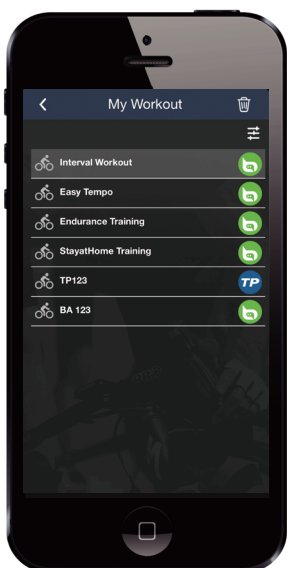 My Workout
Interval Workout
Easy Tempo
Endurance Training
StayatHome Training
TP123
TP
BA 123